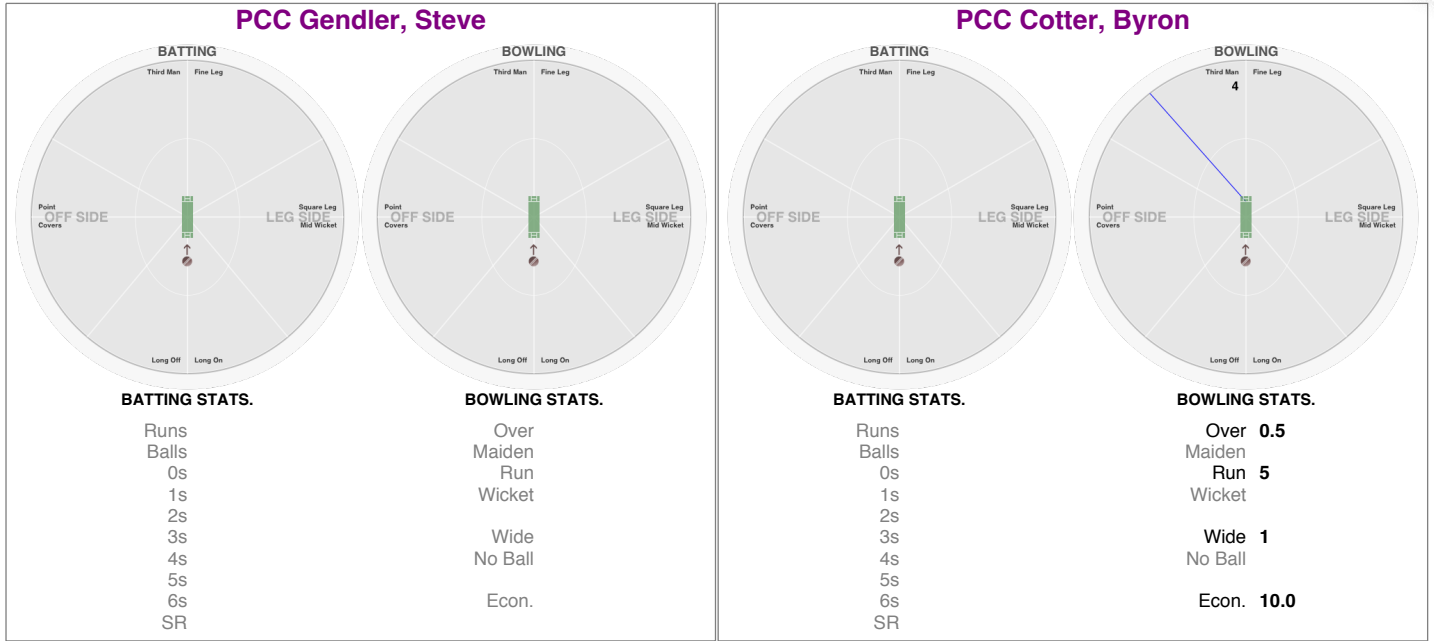 PCC Gendler, Steve
BATTING
Third Man Fine Leg
Point
OFF SIDE
Covers
Square Leg
LEG SIDE
Mid Wicket
Long Off Long On
BOWLING
Third Man Fine Leg
Point
OFF SIDE
Covers
Square Leg
LEG SIDE
Mid Wicket
Long Off Long On
BATTING STATS.
Runs
Balls
0s
1s
2s
3s
4s
5s
6s
SR
BOWLING STATS.
Over
Maiden
Run
Wicket
Wide
No Ball
Econ.
PCC Cotter, Byron
BATTING
Third Man Fine Leg
Point
OFF SIDE
Covers
Square Leg
LEG SIDE
Mid Wicket
Long Off Long On
BOWLING
Third Man Fine Leg
4
Point
OFF SIDE
Covers
Square Leg
LEG SIDE
Mid Wicket
Long Off Long On
BATTING STATS.
Runs
Balls
0s
1s
2s
3s
4s
5s
6s
SR
BOWLING STATS.
Over 0.5
Maiden
Run 5
Wicket
Wide 1
No Ball
Econ. 10.0